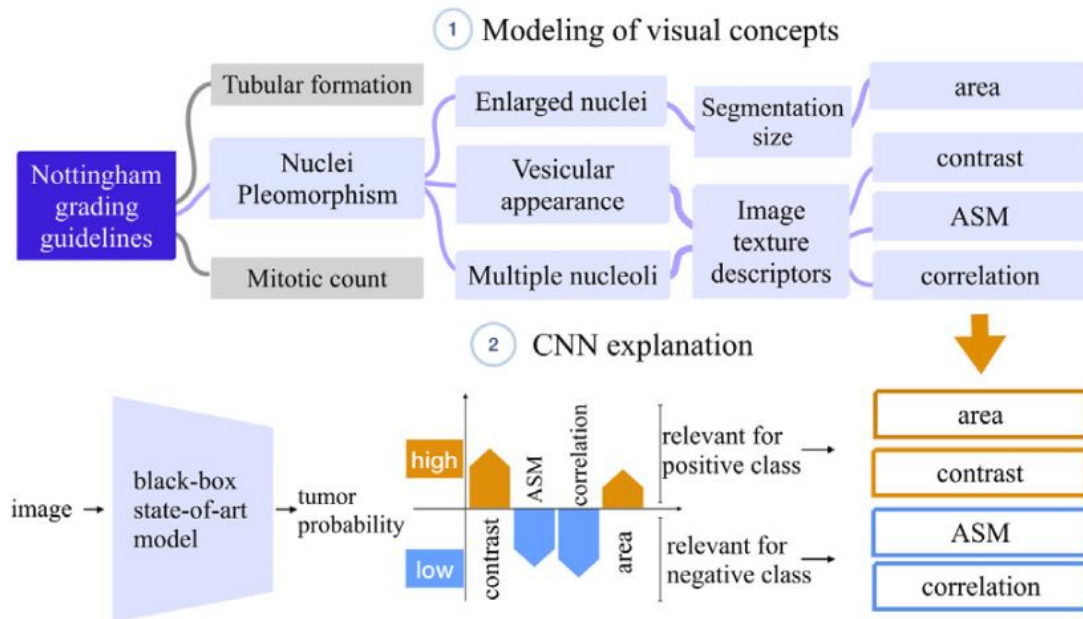 1 Modeling of visual concepts
Tubular formation
Nottingham
grading
guidelines
Nuclei
Pleomorphism
Mitotic count
Enlarged nuclei
Vesicular
appearance
Multiple nucleoli
Segmentation
size
Image
texture
descriptors
area
contrast
ASM
correlation
2 CNN explanation
image
black-box
state-of-art
model
tumor
probability
high
low
contrast
ASM
correlation
area
relevant for
positive class
relevant for
negative class
area
contrast
ASM
correlation